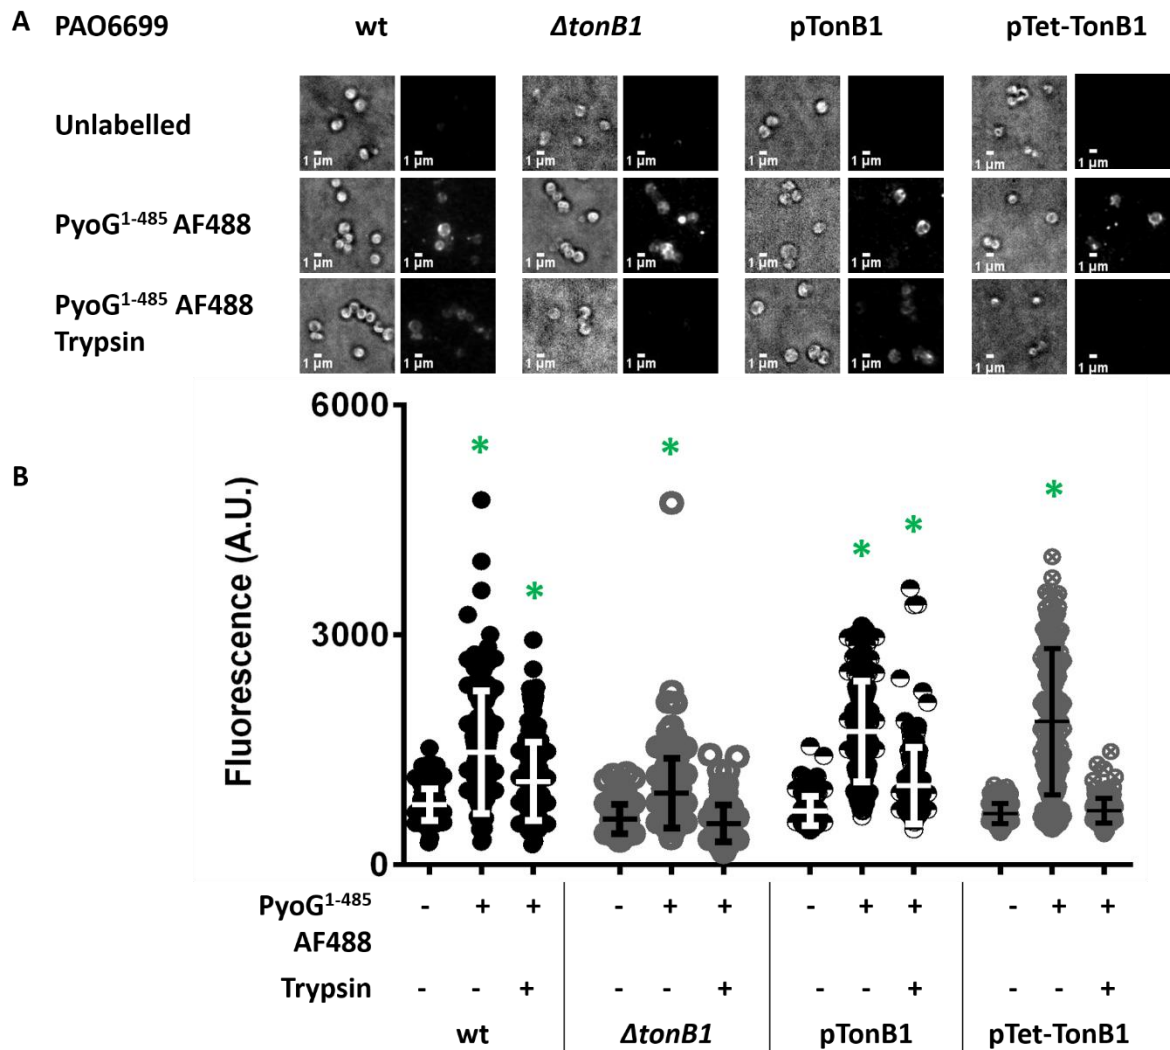 A PAO6699 wt ΔtonB1 pTonB1 pTet-TonB1
Unlabelled
1 µm 1 µm 1 µm 1 µm 1 µm 1 µm 1 µm 1 µm
PyoG1-485 AF488
1 µm 1 µm 1 µm 1 µm 1 µm 1 µm 1 µm 1 µm
PyoG1-485 AF488
Trypsin
1 µm 1 µm 1 µm 1 µm 1 µm 1 µm 1 µm 1 µm
B
Fluorescence (A.U.)
6000
3000
0
* * * * * *
PyoG1-485 - + + - + + - + + - + +
AF488
Trypsin - - + - - + - - + - - +
wt ΔtonB1 pTonB1 pTet-TonB1